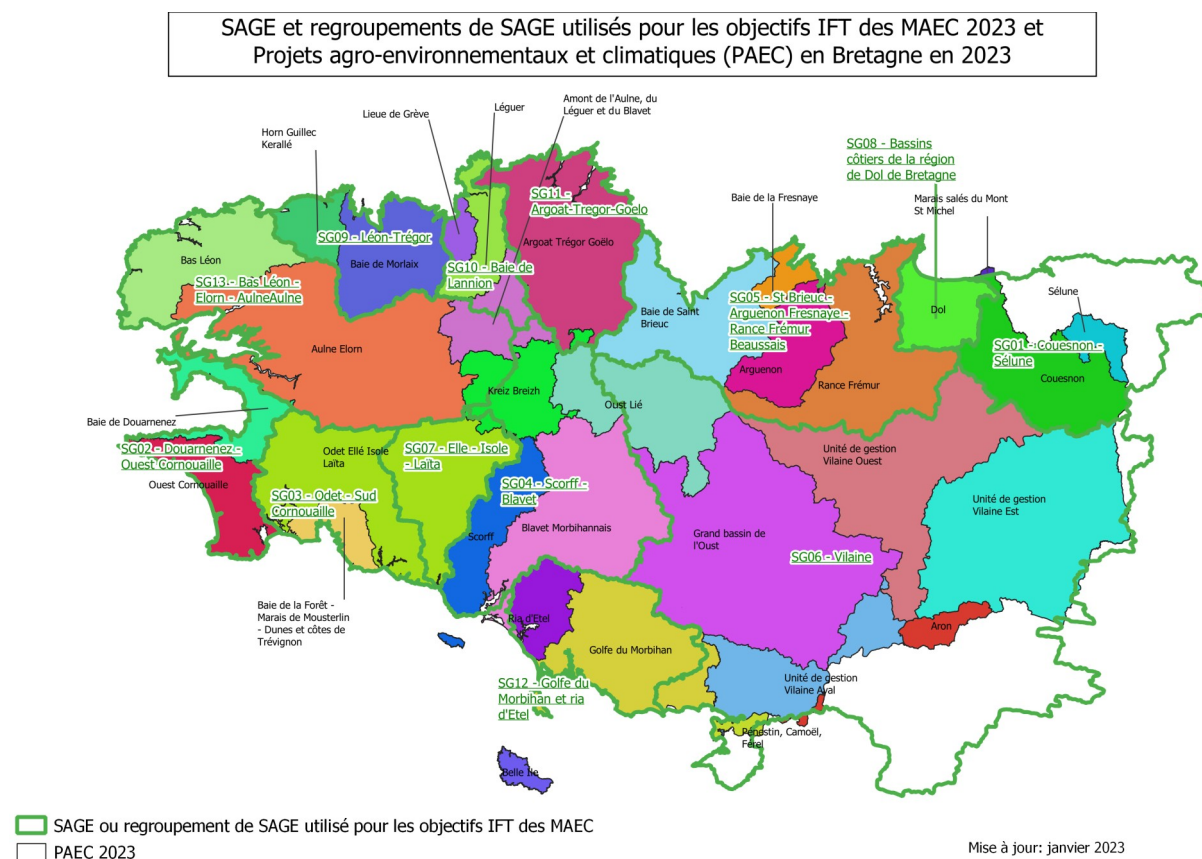 SAGE et regroupements de SAGE utilisés pour les objectifs IFT des MAEC 2023 et
Projets agro-environnementaux et climatiques (PAEC) en Bretagne en 2023
Amont de l'Aulne, du
Léguer et du Blavet
Léguer
Lieue de Grève
Horn Guillec
Kerallé
SG08 - Bassins
côtiers de la région
de Dol de Bretagne
SG11 -
Argoat-Tregor-Goelo
Baie de la Fresnaye
Marais salés du Mont
St Michel
SG09 - Léon-Trégor
Argoat Trégor Goëlo
Bas Léon
Baie de Morlaix
SG10 - Baie de
Lannion
SG13 - Bas Léon -
Elorn - AulneAulne
Sélune
SG05 - St Brieuc -
Arguenon Fresnaye -
Rance Frémur
Beaussais
Baie de Saint
Brieuc
Dol
SG01 - Couesnon -
Sélune
Aulne Elorn
Arguenon
Rance Frémur
Couesnon
Kreiz Breizh
Oust Lié
Baie de Douarnenez
SG02 - Douarnenez -
Ouest Cornouaille
Odet Ellé Isole
Laïta
SG07 - Elle - Isole
- Laïta
Unité de gestion
Vilaine Ouest
Ouest Cornouaille
SG03 - Odet - Sud
Cornouaille
SG04 - Scorff -
Blavet
Unité de gestion
Vilaine Est
Scorff
Blavet Morbihannais
Grand bassin de
l'Oust
SG06 - Vilaine
Baie de la Forêt -
Marais de Mousterlin
- Dunes et côtes de
Trévignon
Ria d'Etel
Aron
Golfe du Morbihan
SG12 - Golfe du
Morbihan et ria
d'Etel
Unité de gestion
Vilaine Aval
Pénestin, Camoël,
Férel
Belle Ile
SAGE ou regroupement de SAGE utilisé pour les objectifs IFT des MAEC
PAEC 2023
Mise à jour: janvier 2023